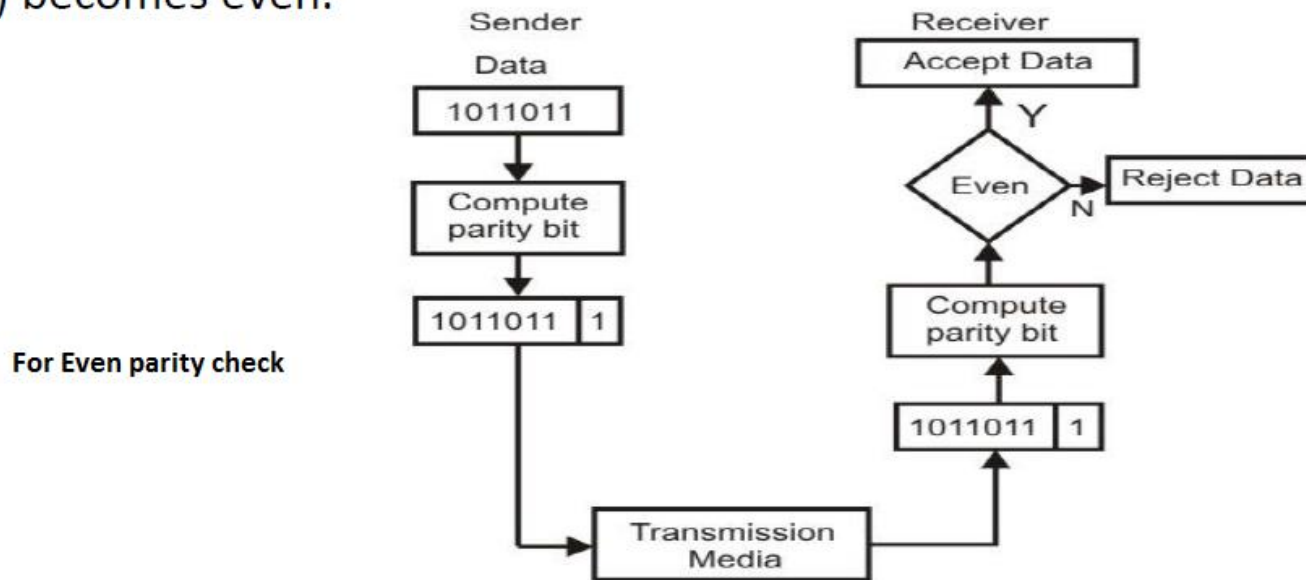 ) becomes even.
Sender
Data
1011011
Compute
parity bit
1011011 1
For Even parity check
Transmission
Media
1011011 1
Compute
parity bit
Even
Y
N
Reject Data
Accept Data
Receiver